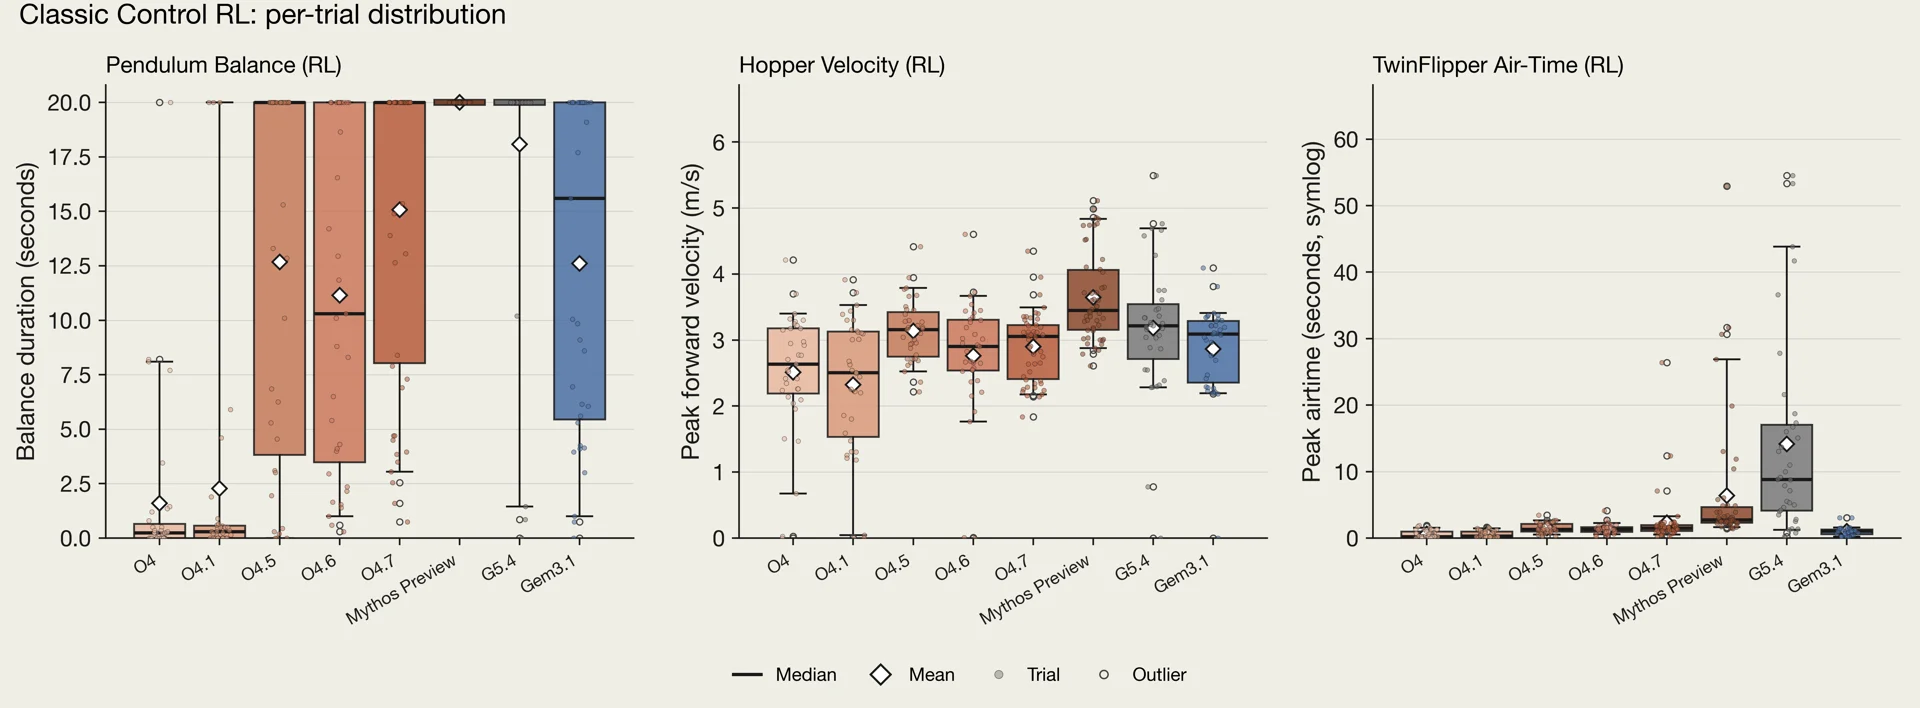 Classic Control RL: per-trial distribution
Pendulum Balance (RL)
Balance duration (seconds)
20.0
17.5
15.0
12.5
10.0
7.5
5.0
2.5
0.0
O4
O4.1
O4.5
O4.6
O4.7
Mythos Preview
G5.4
Gem3.1
Hopper Velocity (RL)
Peak forward velocity (m/s)
6
5
4
3
2
1
0
O4
O4.1
O4.5
O4.6
O4.7
Mythos Preview
G5.4
Gem3.1
TwinFlipper Air-Time (RL)
Peak airtime (seconds, symlog)
60
50
40
30
20
10
0
O4
O4.1
O4.5
O4.6
O4.7
Mythos Preview
G5.4
Gem3.1
Median
Mean
Trial
Outlier